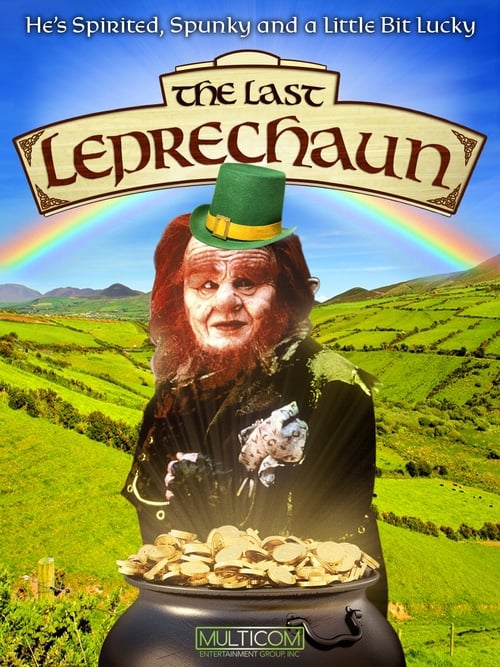 He's Spirited, Spunky and a Little Bit Lucky
The Last
Leprechaun
MULTICOM
ENTERTAINMENT GROUP, INC